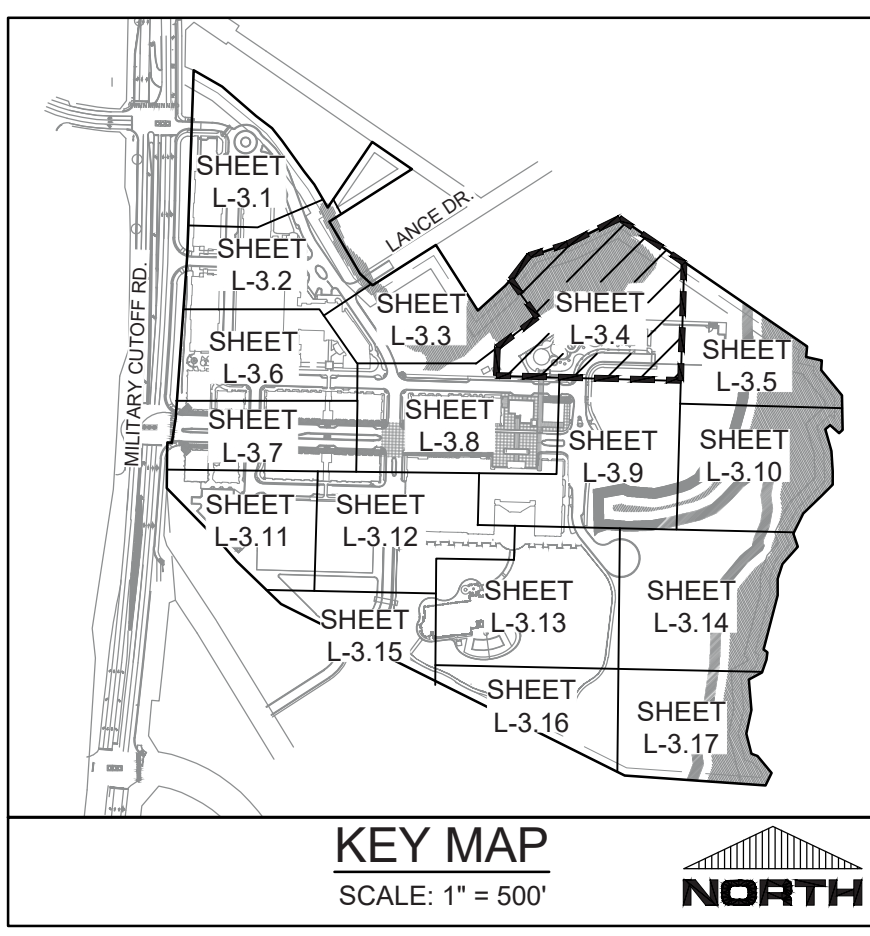 SHEET
L-3.1
SHEET
L-3.2
LANCE DR.
SHEET
L-3.3
SHEET
L-3.4
SHEET
L-3.5
MILITARY CUTOFF RD.
SHEET
L-3.6
SHEET
L-3.7
SHEET
L-3.8
SHEET
L-3.9
SHEET
L-3.10
SHEET
L-3.11
SHEET
L-3.12
SHEET
L-3.13
SHEET
L-3.14
SHEET
L-3.15
SHEET
L-3.16
SHEET
L-3.17
KEY MAP
SCALE: 1" = 500'
NORTH